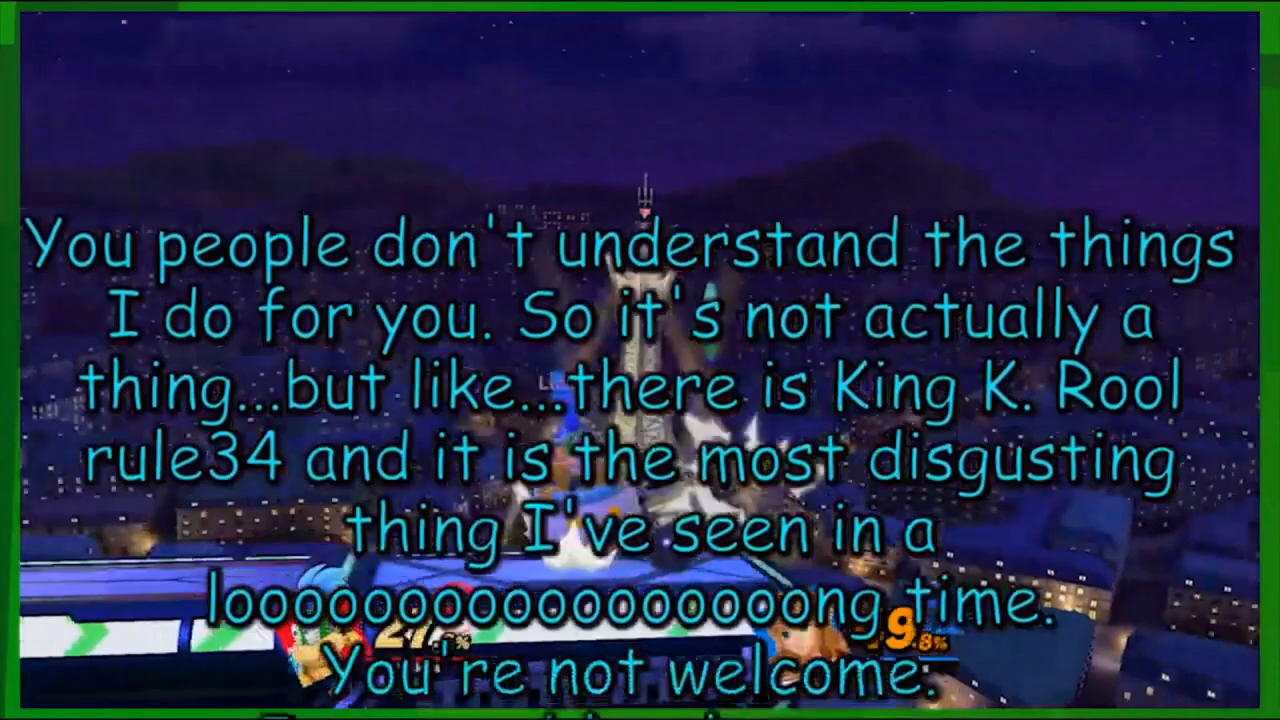 You people don't understand the things
I do for you. So it's not actually a
thing...but like...there is King K. Rool
rule34 and it is the most disgusting
thing I've seen in a
looooooooooooooooooong time.
You're not welcome.